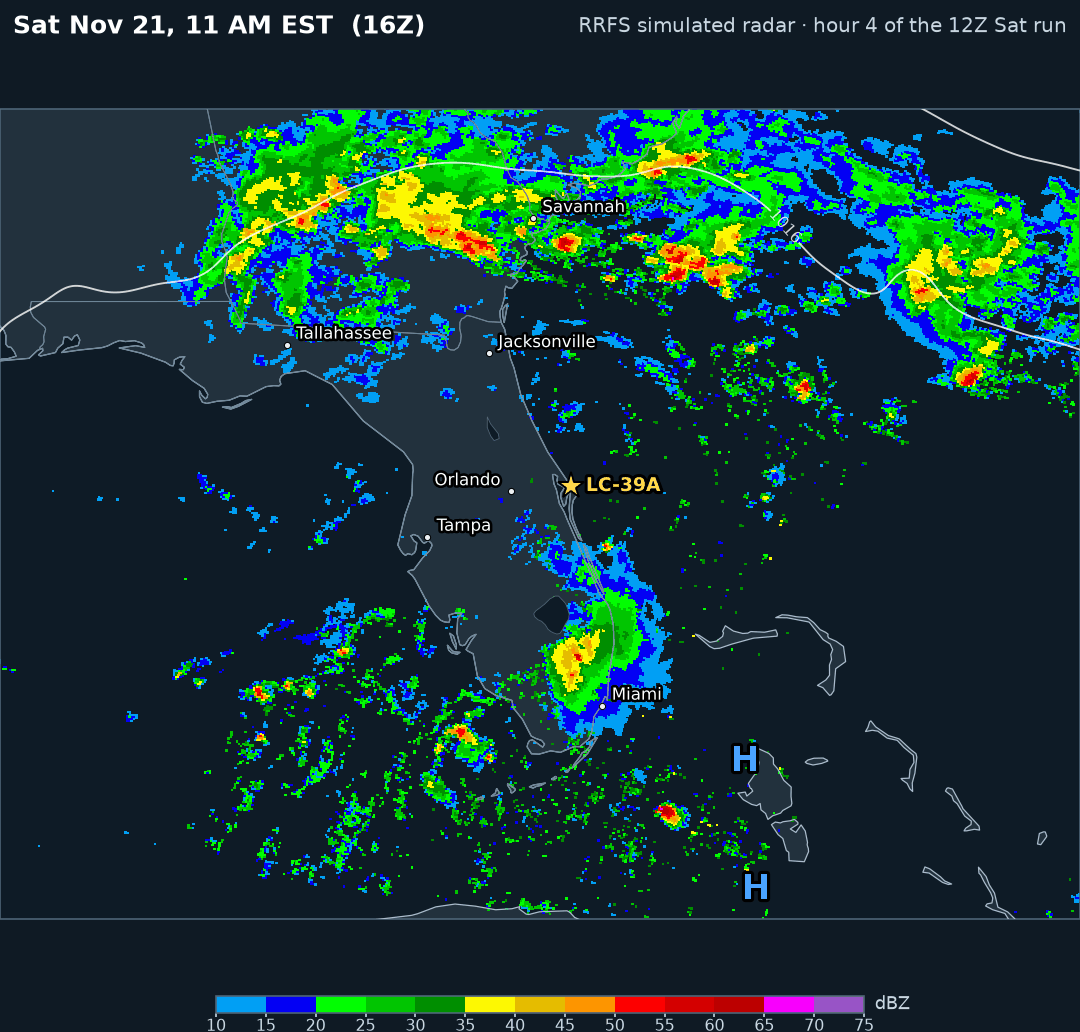 Sat Nov 21, 11 AM EST (16Z)
RRFS simulated radar · hour 4 of the 12Z Sat run
Savannah
1016
Tallahassee
Jacksonville
Orlando
LC-39A
Tampa
Miami
H
H
dBZ
10 15 20 25 30 35 40 45 50 55 60 65 70 75